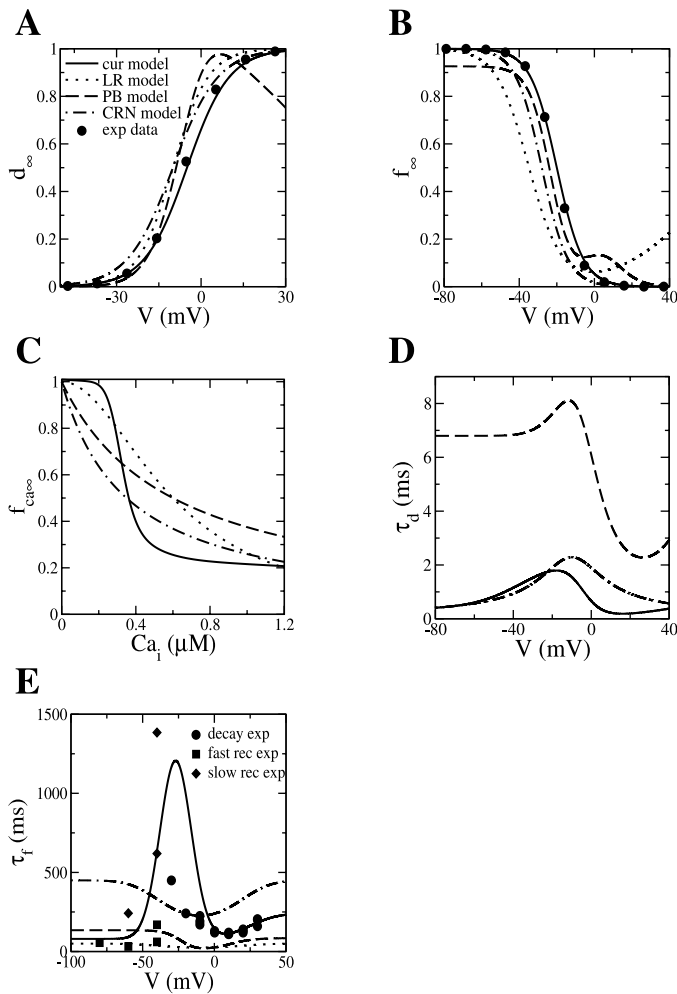 A
1
0.8
0.6
0.4
0.2
0
d∞
cur model
LR model
PB model
CRN model
exp data
-30 0 30
V (mV)
B
1
0.8
0.6
0.4
0.2
0
f∞
-80 -40 0 40
V (mV)
C
1
0.8
0.6
0.4
0.2
0
fca∞
0 0.4 0.8 1.2
Cai (μM)
D
8
6
4
2
0
τd (ms)
-80 -40 0 40
V (mV)
E
1500
1250
1000
750
500
250
0
τf (ms)
decay exp
fast rec exp
slow rec exp
-100 -50 0 50
V (mV)